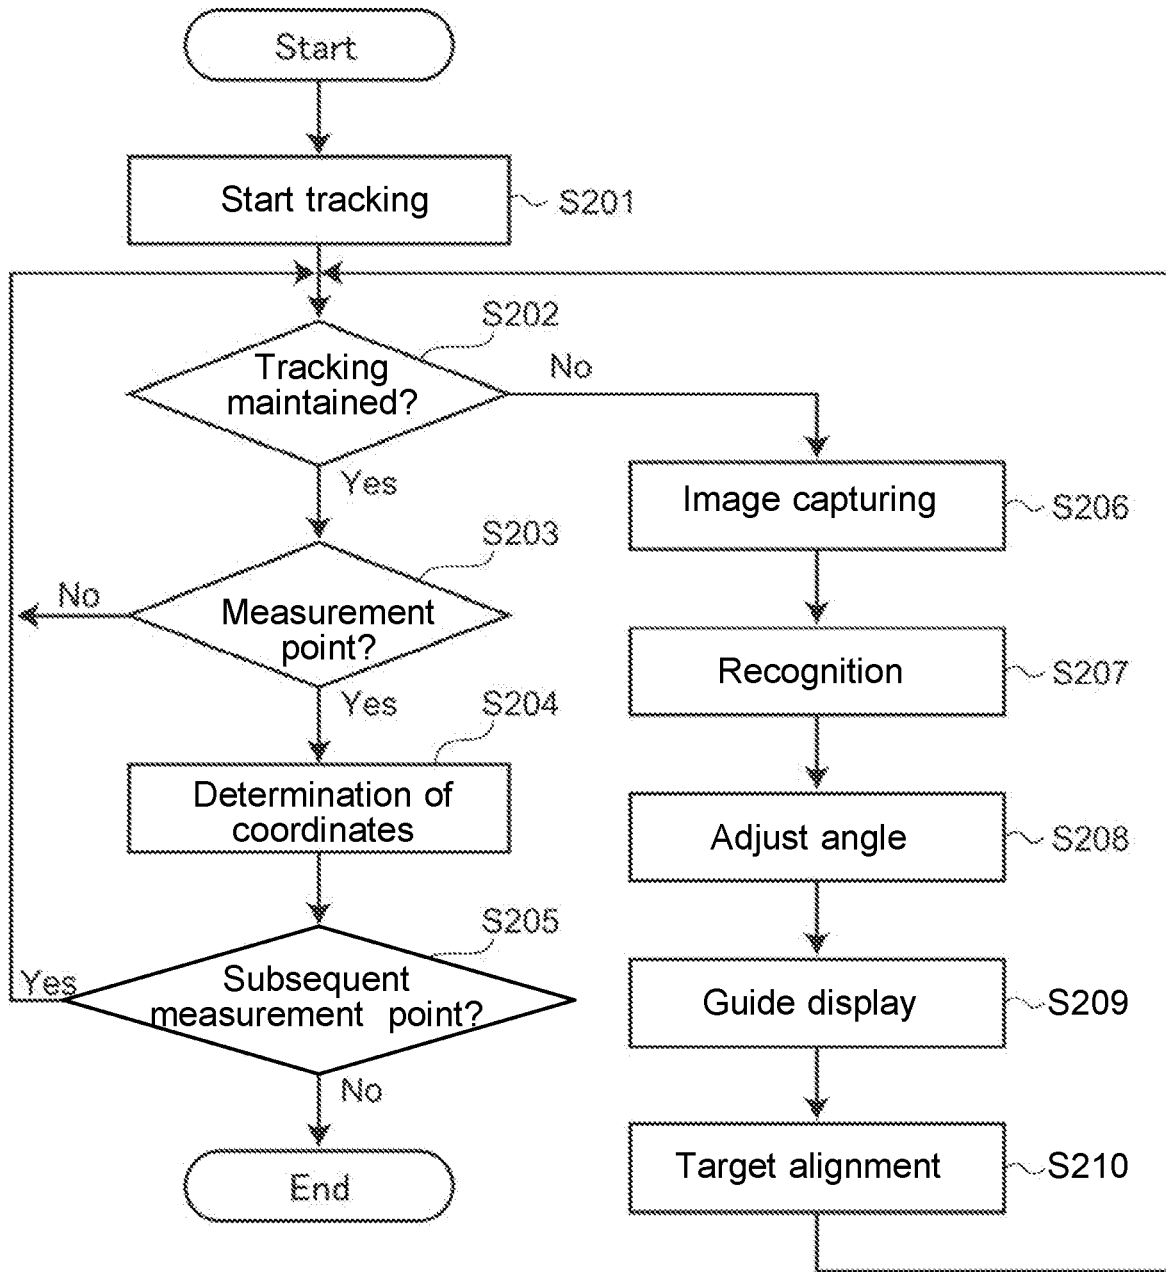 Start
Start tracking
S201
S202
Tracking
maintained?
No
Yes
S203
Measurement
point?
No
Yes
S204
Determination of
coordinates
S205
Subsequent
measurement point?
Yes
No
End
Image capturing
S206
Recognition
S207
Adjust angle
S208
Guide display
S209
Target alignment
S210